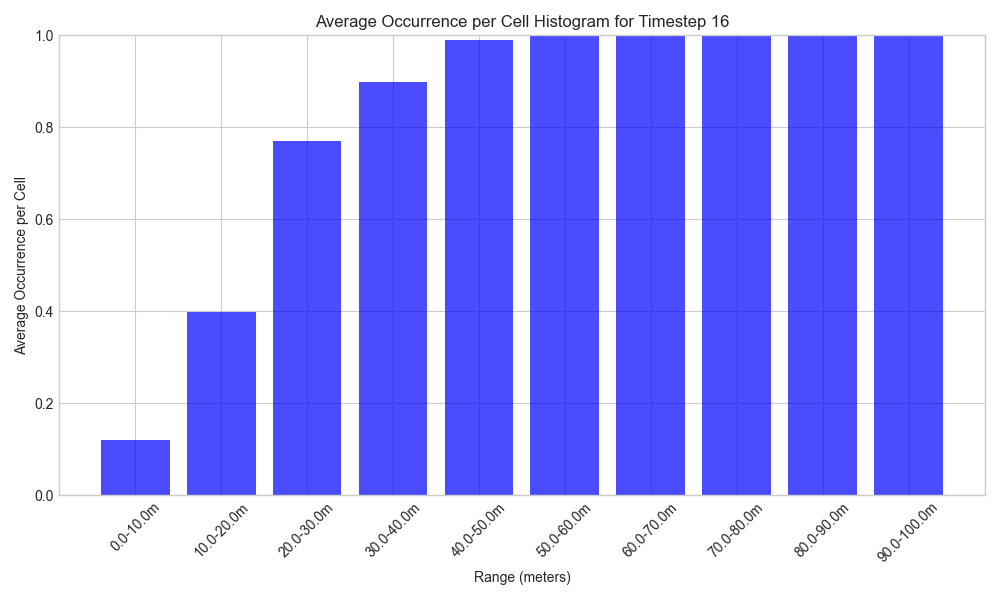 Average Occurrence per Cell Histogram for Timestep 16
1.0
0.8
0.6
0.4
0.2
0.0
Average Occurrence per Cell
0.0-10.0m
10.0-20.0m
20.0-30.0m
30.0-40.0m
40.0-50.0m
50.0-60.0m
60.0-70.0m
70.0-80.0m
80.0-90.0m
90.0-100.0m
Range (meters)